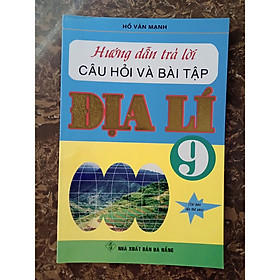 HỒ VĂN MẠNH
Hướng dẫn trả lời
CÂU HỎI VÀ BÀI TẬP
ĐỊA LÍ
9
NHÀ XUẤT BẢN ĐÀ NẴNG